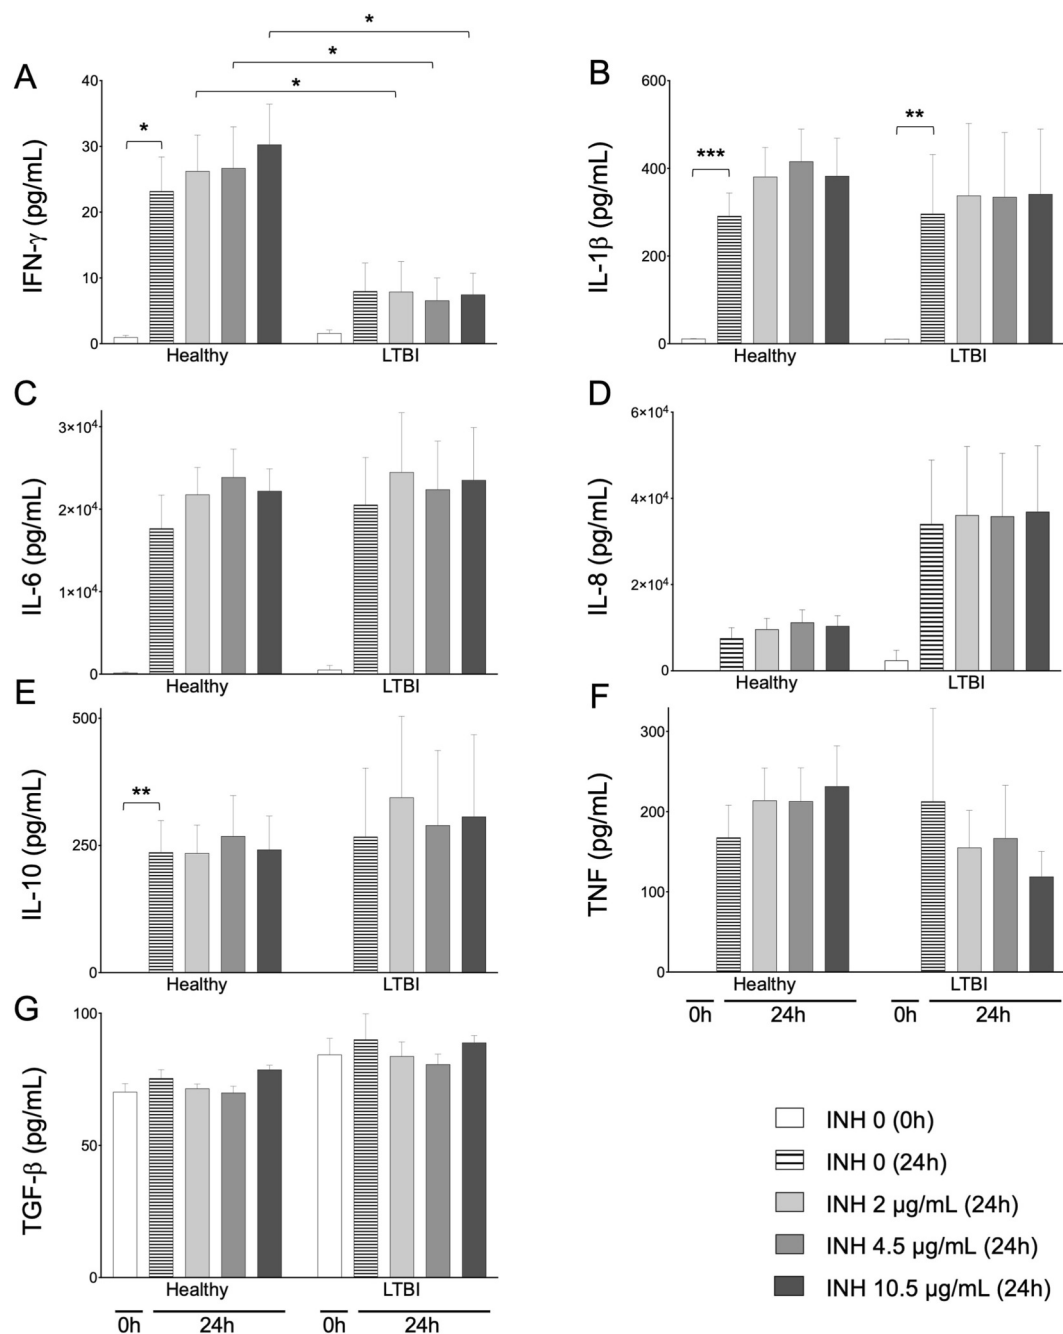 *
*
*
A
IFN-γ (pg/mL)
40
30
20
10
0
*
Healthy
LTBI
B
IL-1β (pg/mL)
600
400
200
0
***
**
Healthy
LTBI
C
IL-6 (pg/mL)
3×10⁴
2×10⁴
1×10⁴
0
Healthy
LTBI
D
IL-8 (pg/mL)
6×10⁴
4×10⁴
2×10⁴
0
Healthy
LTBI
E
IL-10 (pg/mL)
500
250
0
**
Healthy
LTBI
F
TNF (pg/mL)
300
200
100
0
Healthy
LTBI
0h
24h
0h
24h
G
TGF-β (pg/mL)
100
50
0
Healthy
LTBI
0h
24h
0h
24h
INH 0 (0h)
INH 0 (24h)
INH 2 µg/mL (24h)
INH 4.5 µg/mL (24h)
INH 10.5 µg/mL (24h)